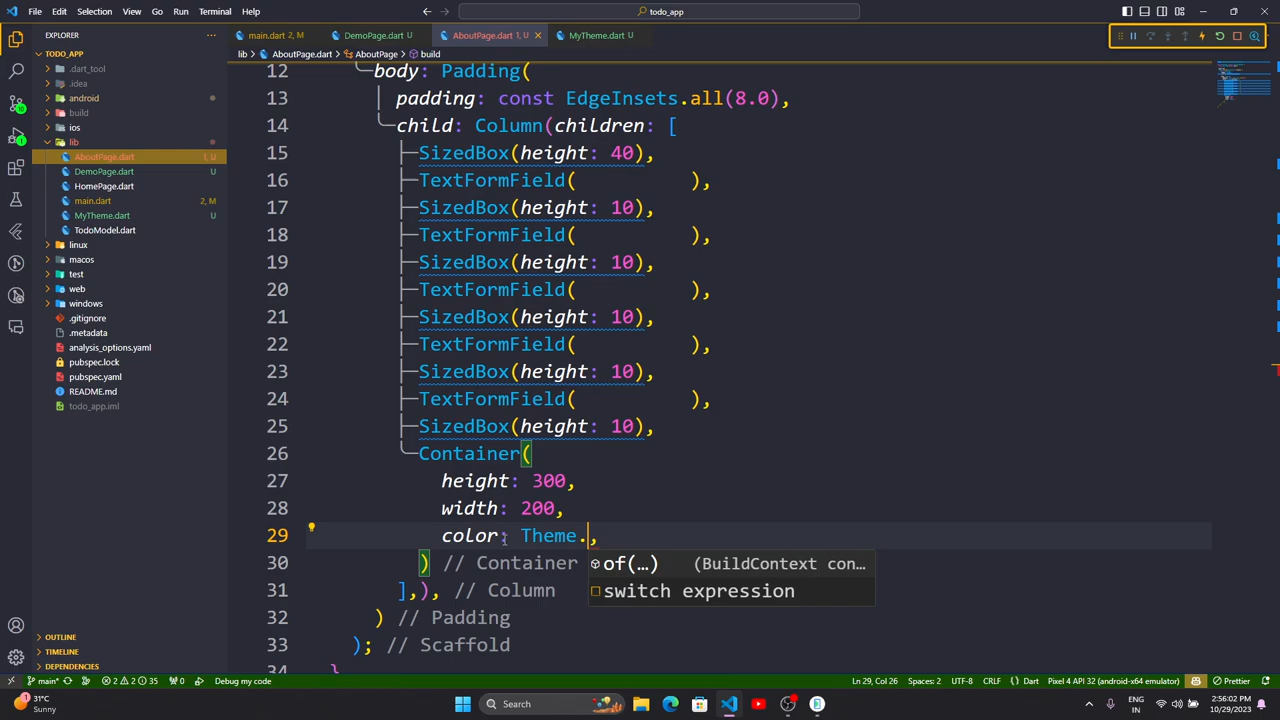 File Edit Selection View Go Run Terminal Help
todo_app
EXPLORER
main.dart 2, M
DemoPage.dart U
AboutPage.dart 1, U
MyTheme.dart U
TODO_APP
lib > AboutPage.dart > AboutPage > build
.dart_tool
.idea
android
build
ios
lib
AboutPage.dart 1, U
DemoPage.dart U
HomePage.dart
main.dart 2, M
MyTheme.dart U
TodoModel.dart
linux
macos
test
web
windows
.gitignore
.metadata
analysis_options.yaml
pubspec.lock
pubspec.yaml
README.md
todo_app.iml
OUTLINE
TIMELINE
DEPENDENCIES
12 body: Padding(
13 padding: const EdgeInsets.all(8.0),
14 child: Column(children: [
15 SizedBox(height: 40),
16 TextFormField( ),
17 SizedBox(height: 10),
18 TextFormField( ),
19 SizedBox(height: 10),
20 TextFormField( ),
21 SizedBox(height: 10),
22 TextFormField( ),
23 SizedBox(height: 10),
24 TextFormField( ),
25 SizedBox(height: 10),
26 Container(
27 height: 300,
28 width: 200,
29 color: Theme.,
30 ) // Container
of(…) (BuildContext con…
switch expression
31 ],), // Column
32 ) // Padding
33 ); // Scaffold
34 }
main* 2 2 35 0 Debug my code
Ln 29, Col 26 Spaces: 2 UTF-8 CRLF {} Dart Pixel 4 API 32 (android-x64 emulator) Prettier
31°C
Sunny
Search
ENG
IN
2:56:02 PM
10/29/2023